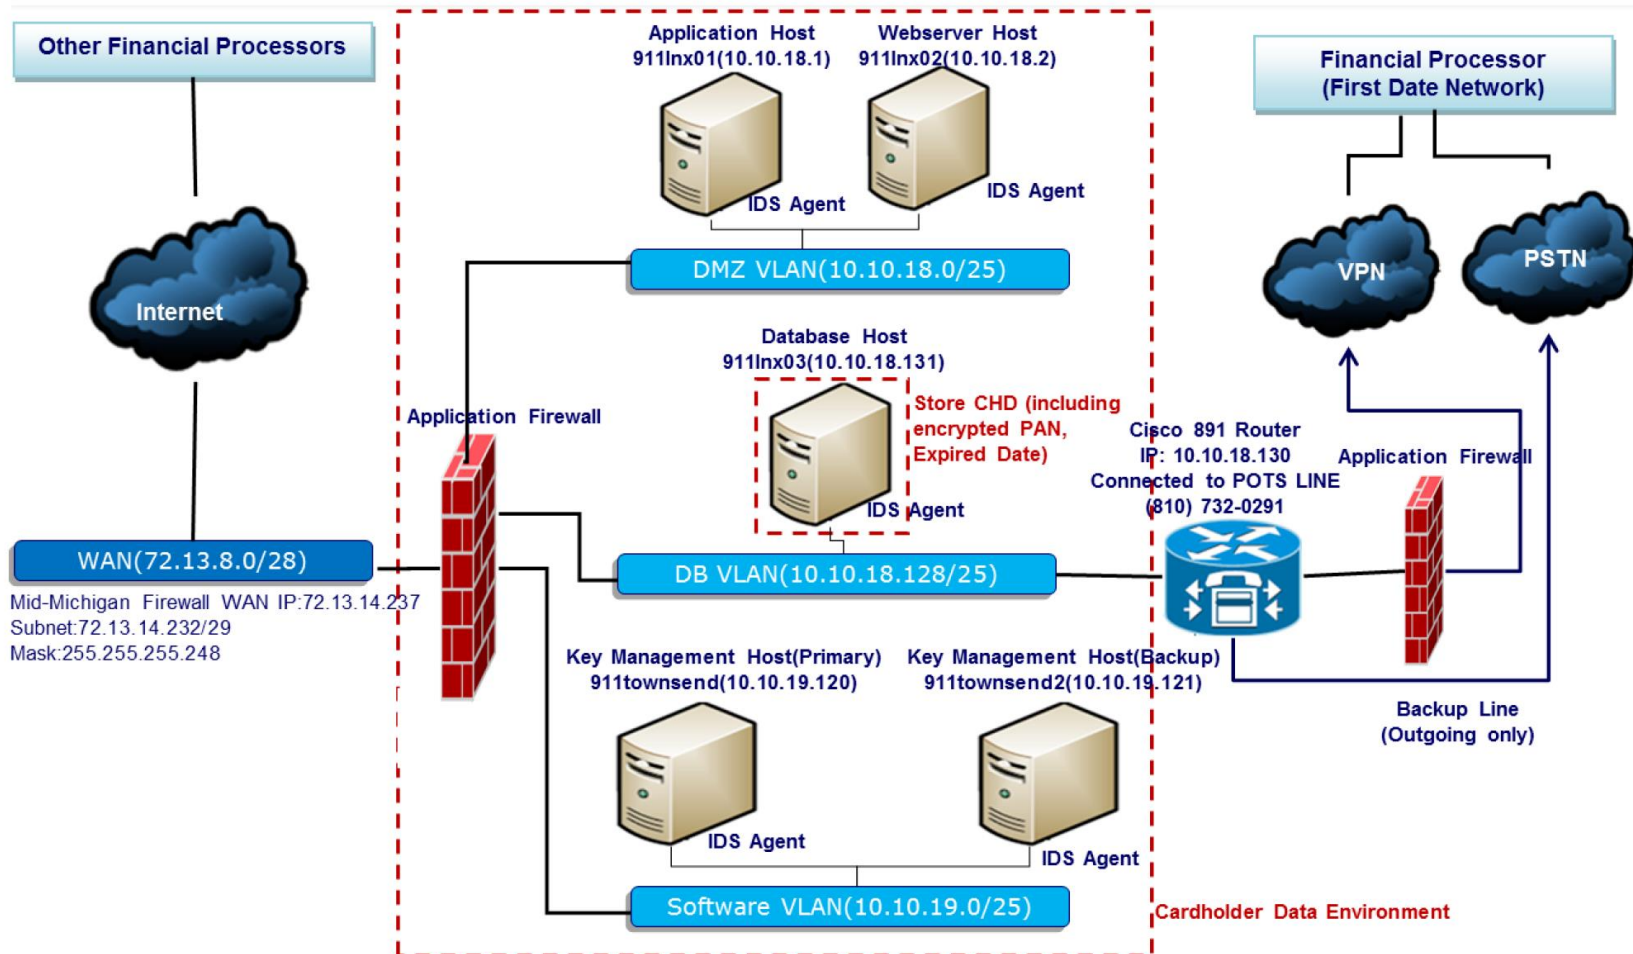 Other Financial Processors
Internet
WAN(72.13.8.0/28)
Mid-Michigan Firewall WAN IP:72.13.14.237
Subnet:72.13.14.232/29
Mask:255.255.255.248
Application Firewall
Application Host
911lnx01(10.10.18.1)
IDS Agent
Webserver Host
911lnx02(10.10.18.2)
IDS Agent
DMZ VLAN(10.10.18.0/25)
Database Host
911lnx03(10.10.18.131)
Store CHD (including
encrypted PAN,
Expired Date)
IDS Agent
DB VLAN(10.10.18.128/25)
Key Management Host(Primary)
911townsend(10.10.19.120)
IDS Agent
Key Management Host(Backup)
911townsend2(10.10.19.121)
IDS Agent
Software VLAN(10.10.19.0/25)
Cardholder Data Environment
Financial Processor
(First Date Network)
VPN
PSTN
Cisco 891 Router
IP: 10.10.18.130
Connected to POTS LINE
(810) 732-0291
Application Firewall
Backup Line
(Outgoing only)